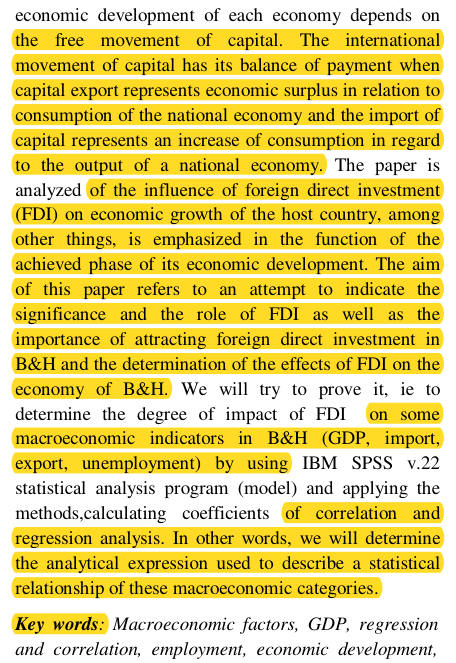 economic development of each economy depends on
the free movement of capital. The international
movement of capital has its balance of payment when
capital export represents economic surplus in relation to
consumption of the national economy and the import of
capital represents an increase of consumption in regard
to the output of a national economy. The paper is
analyzed of the influence of foreign direct investment
(FDI) on economic growth of the host country, among
other things, is emphasized in the function of the
achieved phase of its economic development. The aim
of this paper refers to an attempt to indicate the
significance and the role of FDI as well as the
importance of attracting foreign direct investment in
B&H and the determination of the effects of FDI on the
economy of B&H. We will try to prove it, ie to
determine the degree of impact of FDI on some
macroeconomic indicators in B&H (GDP, import,
export, unemployment) by using IBM SPSS v.22
statistical analysis program (model) and applying the
methods,calculating coefficients of correlation and
regression analysis. In other words, we will determine
the analytical expression used to describe a statistical
relationship of these macroeconomic categories.
Key words: Macroeconomic factors, GDP, regression
and correlation, employment, economic development,